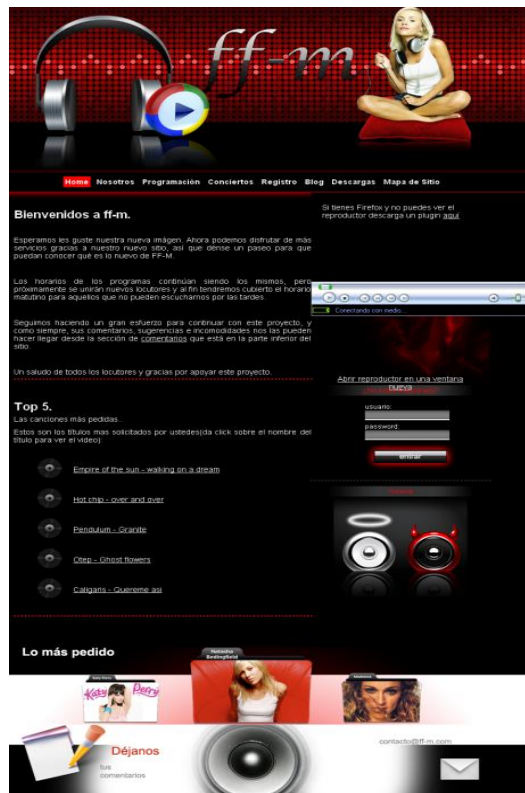 ff-m
Home Nosotros Programación Conciertos Registro Blog Descargas Mapa de Sitio
Bienvenidos a ff-m.
Esperamos les guste nuestra nueva imágen. Ahora podemos disfrutar de más
servicios gracias a nuestro nuevo sitio, asi que dense un paseo para que
puedan conocer qué es lo nuevo de FF-M.
Los horarios de los programas continúan siendo los mismos, pero
próximamente se unirán nuevos locutores y al fin tendremos cubierto el horario
matutino para aquellos que no pueden escucharnos por las tardes.
Seguimos haciendo un gran esfuerzo para continuar con este proyecto, y
como siempre, sus comentarios, sugerencias e incomodidades nos las pueden
hacer llegar desde la sección de comentarios que está en la parte inferior del
sitio.
Un saludo de todos los locutores y gracias por apoyar este proyecto.
Top 5.
Las canciones más pedidas..
Estos son los títulos mas solicitados por ustedes(da click sobre el nombre del
título para ver el video):
Empire of the sun - walking on a dream
Hot chip - over and over
Pendulum - Granite
Otep - Ghost flowers
Caligaris - Quereme asi
Si tienes Firefox y no puedes ver el
reproductor descarga un plugin aquí
Conectando con medio...
Abrir reproductor en una ventana
nueva
usuario:
password:
Lo más pedido
Natasha
Bedingfield
Katy Perry
Déjanos
tus
comentarios
contacto@ff-m.com